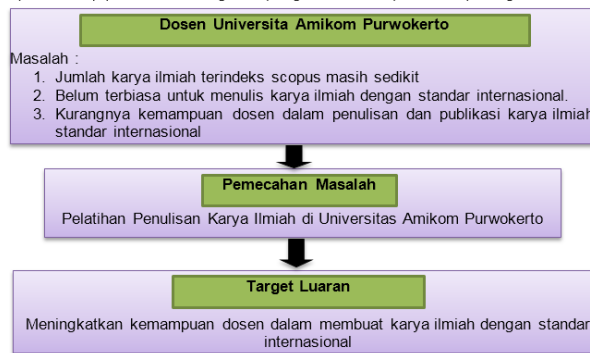 Dosen Universita Amikom Purwokerto
Masalah :
1. Jumlah karya ilmiah terindeks scopus masih sedikit
2. Belum terbiasa untuk menulis karya ilmiah dengan standar internasional.
3. Kurangnya kemampuan dosen dalam penulisan dan publikasi karya ilmiah
standar internasional
Pemecahan Masalah
Pelatihan Penulisan Karya Ilmiah di Universitas Amikom Purwokerto
Target Luaran
Meningkatkan kemampuan dosen dalam membuat karya ilmiah dengan standar
internasional